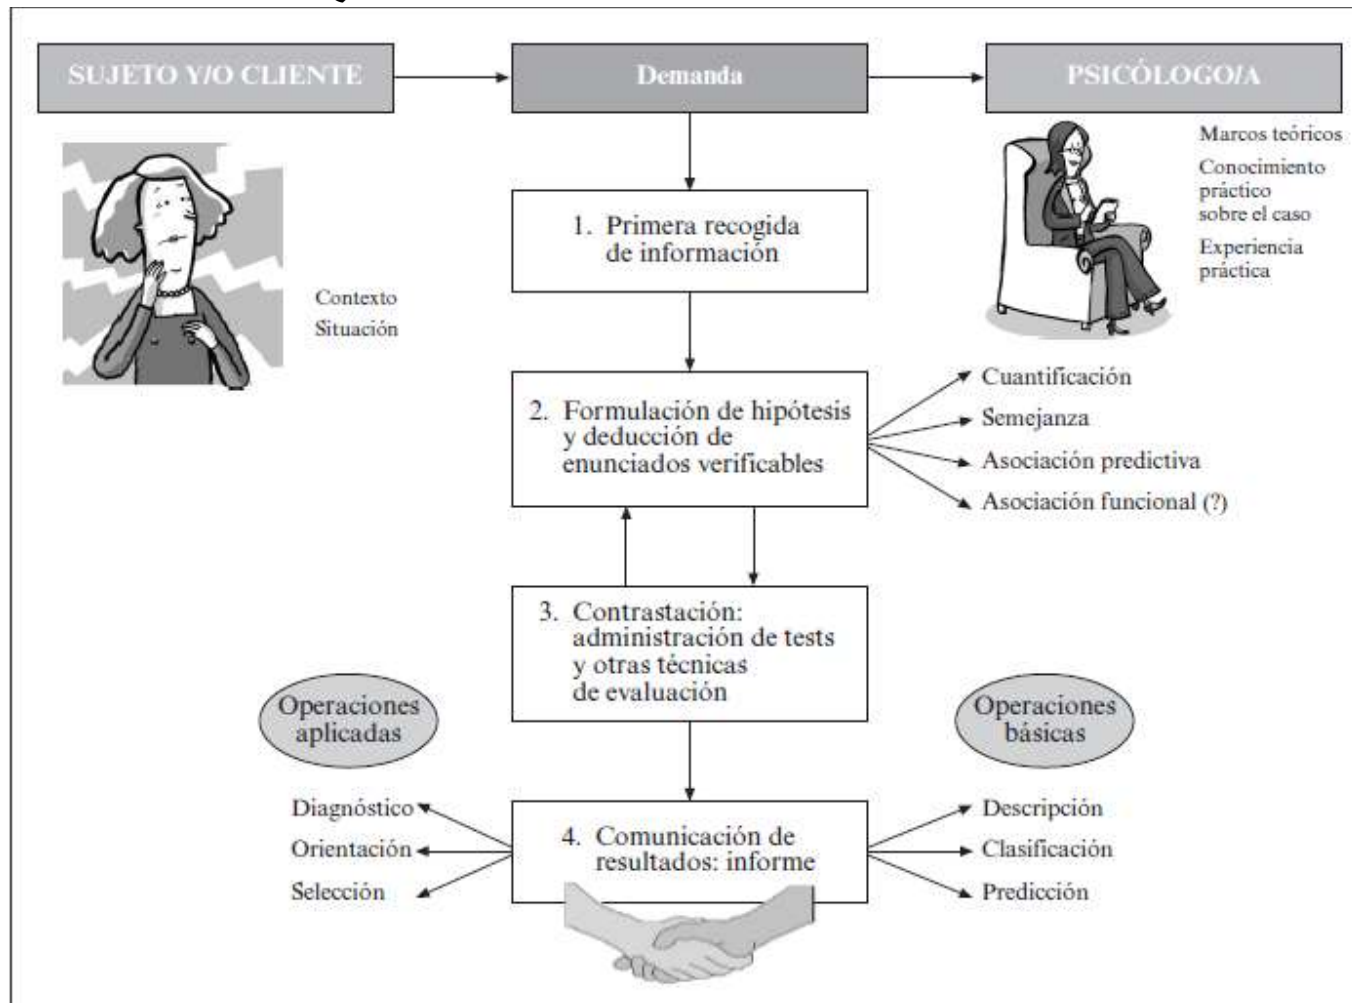 SUJETO Y/O CLIENTE
Demanda
PSICÓLOGO/A
Marcos teóricos
Conocimiento
práctico
sobre el caso
Experiencia
práctica
1. Primera recogida
de información
Contexto
Situación
2. Formulación de hipótesis
y deducción de
enunciados verificables
Cuantificación
Semejanza
Asociación predictiva
Asociación funcional (?)
3. Contrastación:
administración de tests
y otras técnicas
de evaluación
Operaciones
aplicadas
Operaciones
básicas
Diagnóstico
Orientación
Selección
4. Comunicación de
resultados: informe
Descripción
Clasificación
Predicción